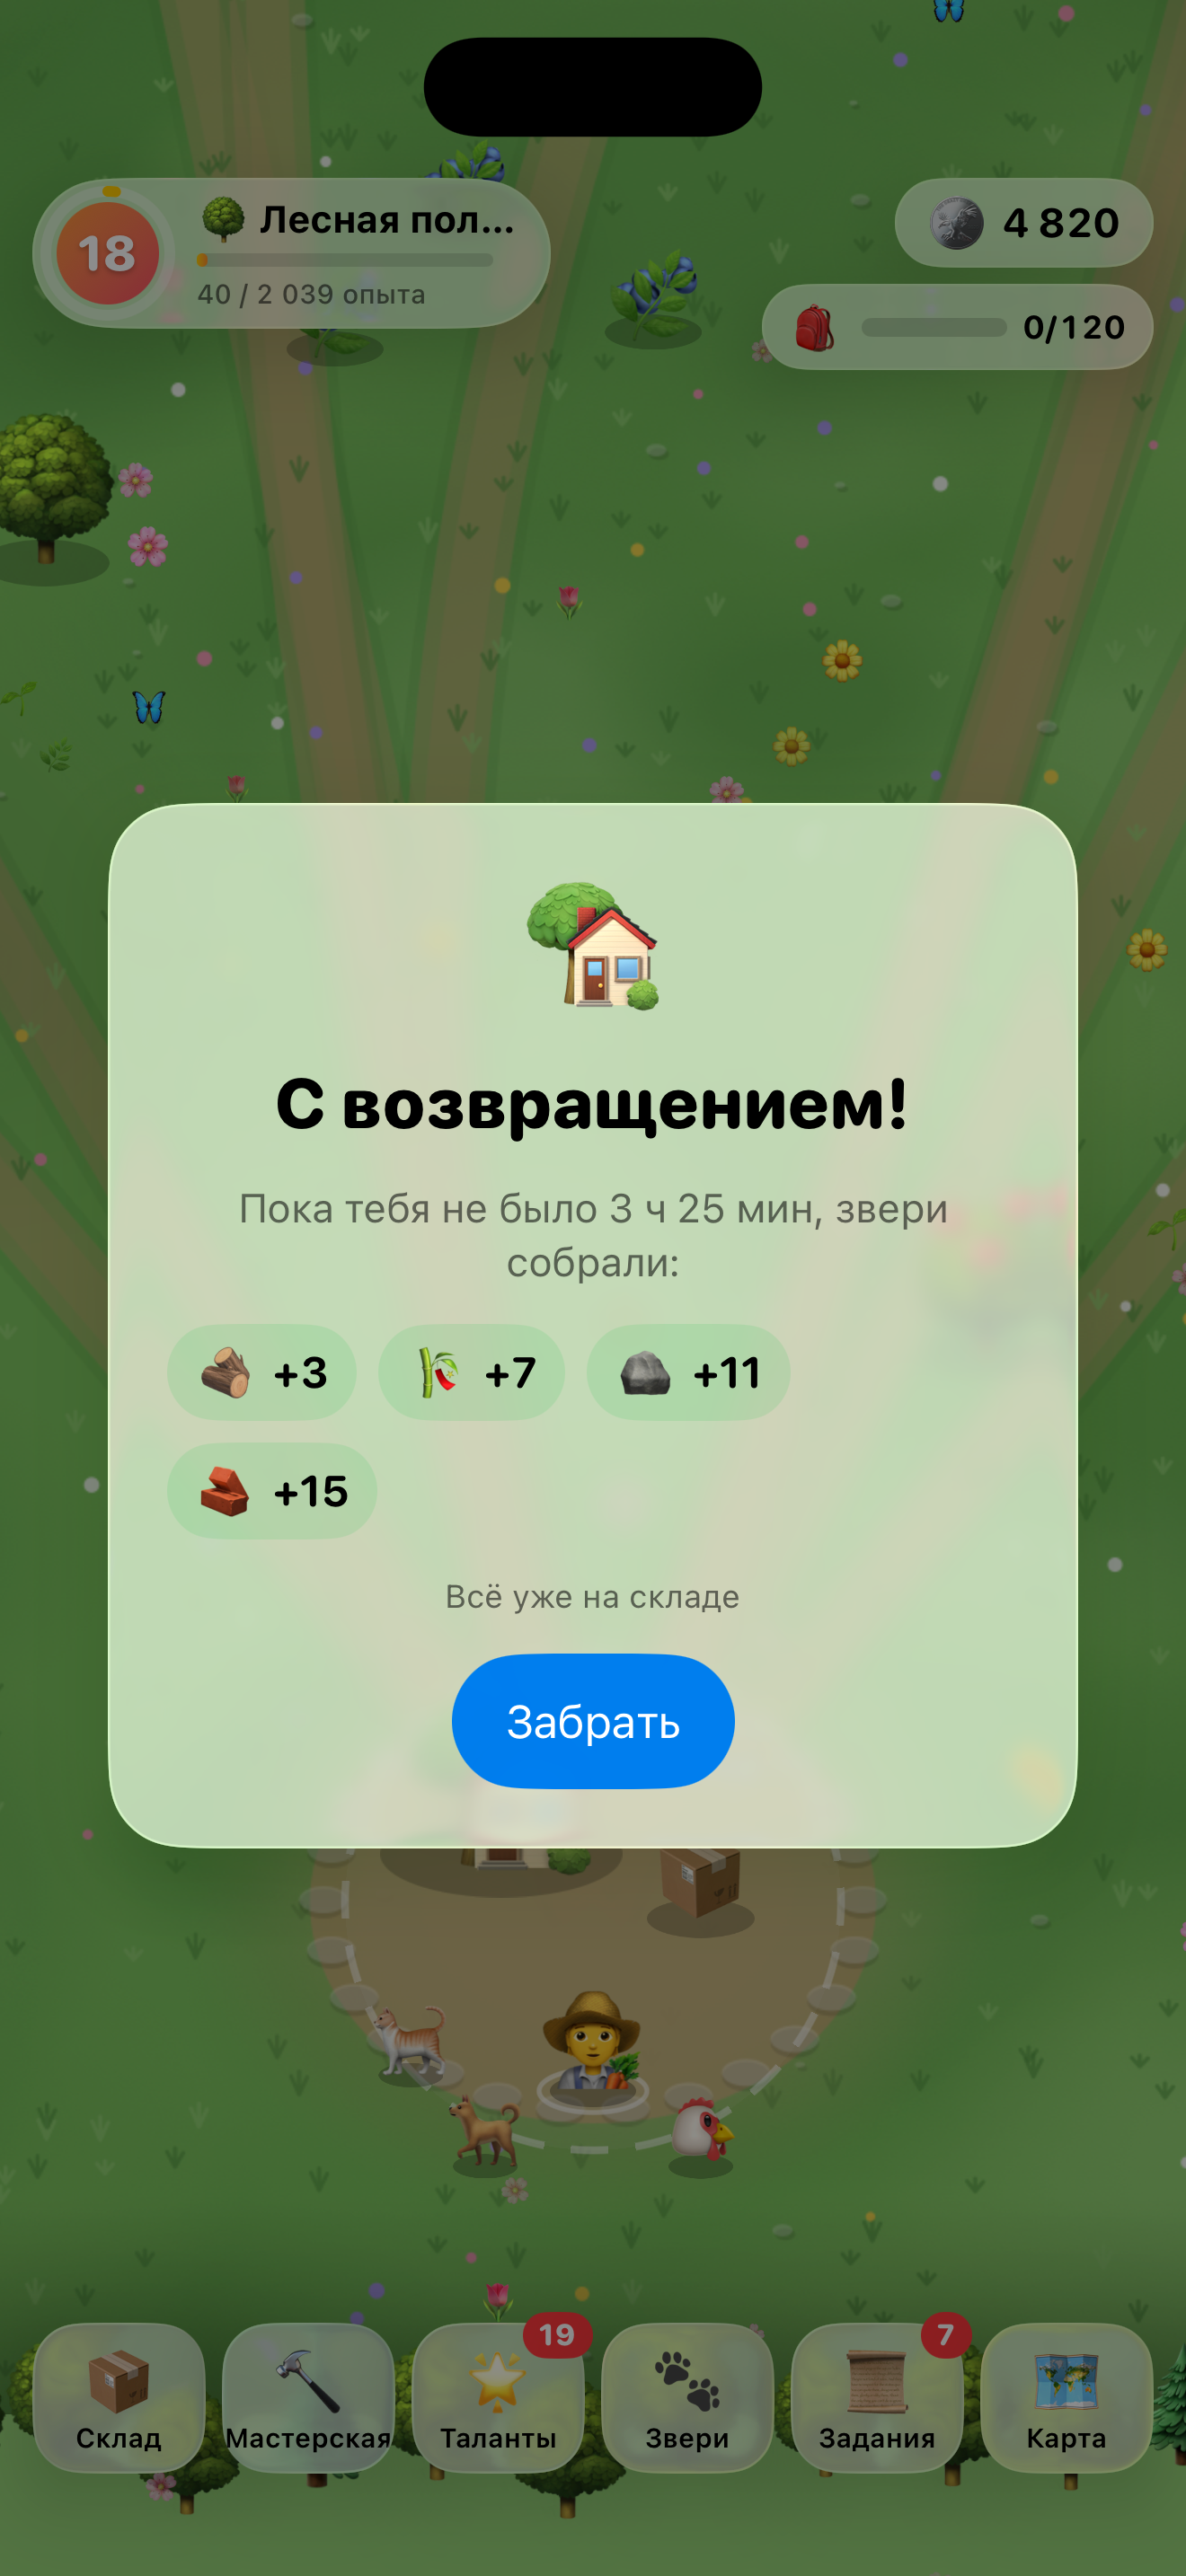 18
Лесная пол...
40 / 2 039 опыта
4 820
0/120
С возвращением!
Пока тебя не было 3 ч 25 мин, звери
собрали:
+3
+7
+11
+15
Всё уже на складе
Забрать
19
7
Склад
Мастерская
Таланты
Звери
Задания
Карта